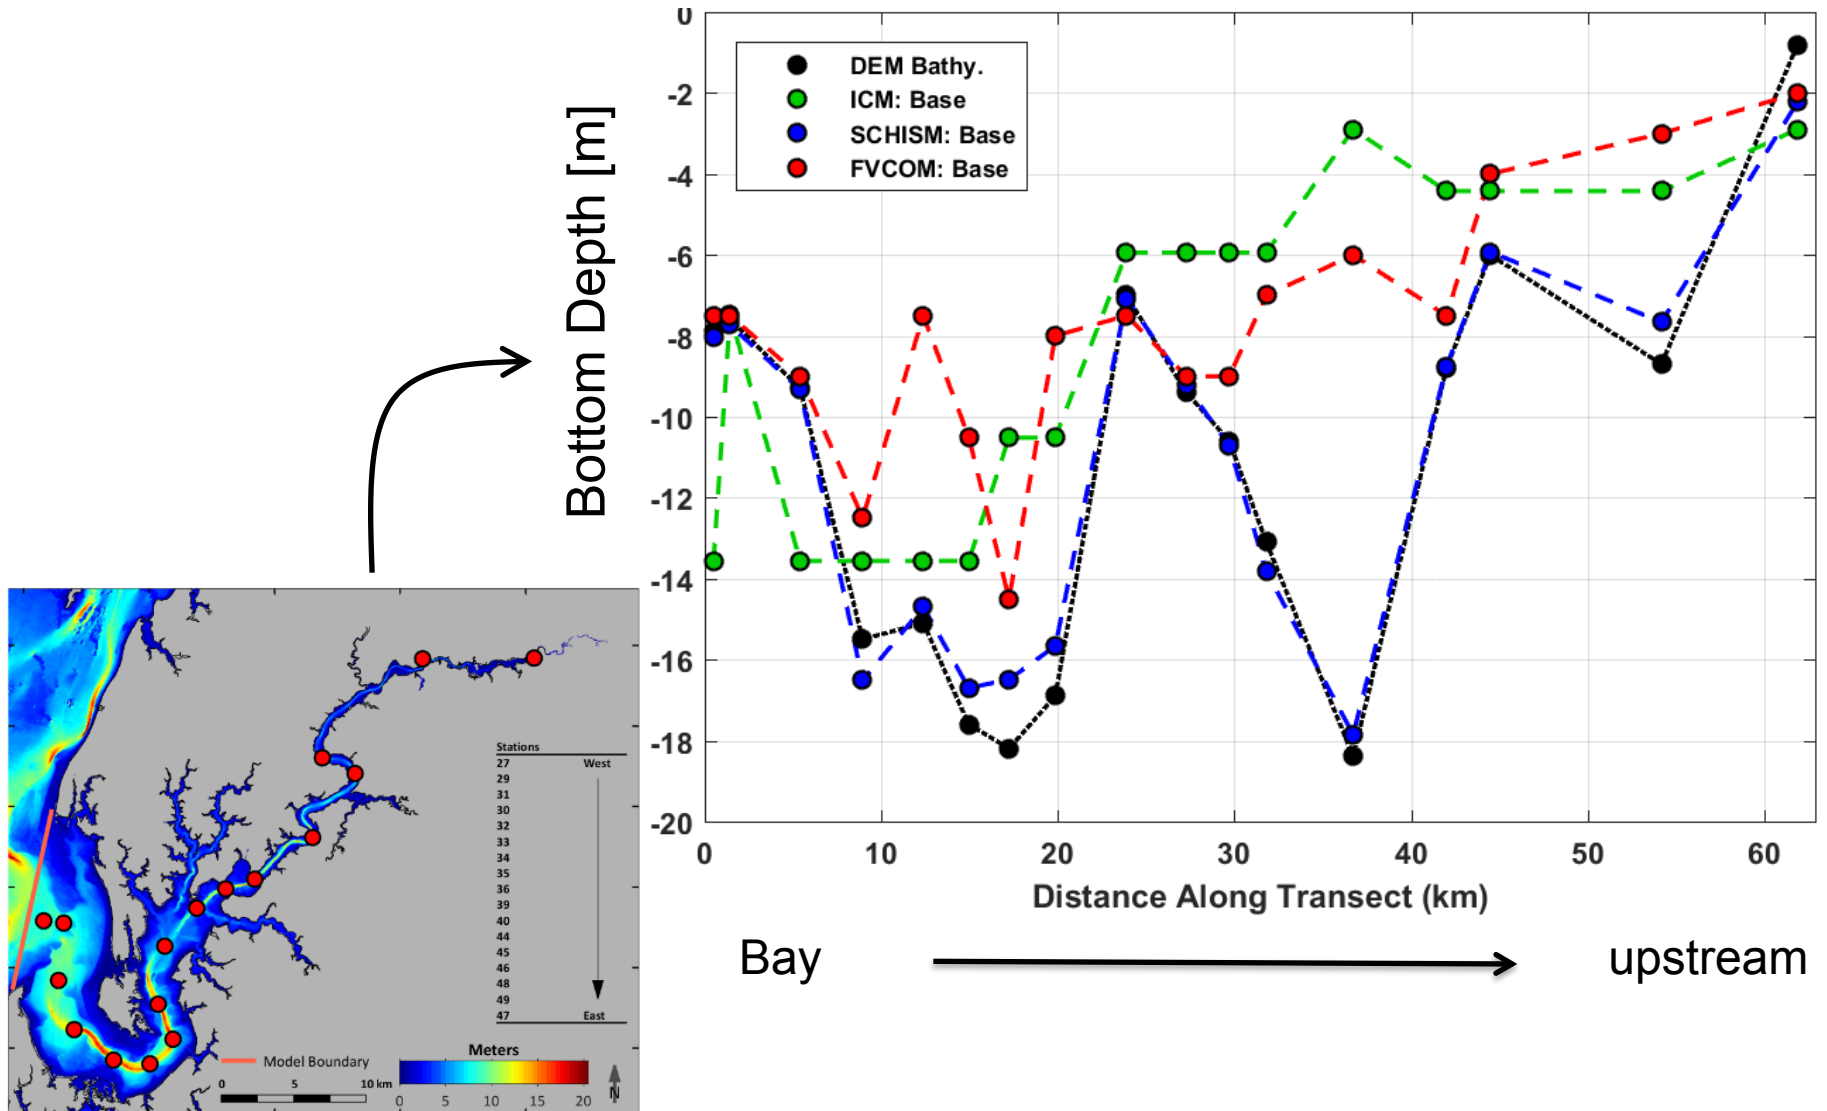 0
-2
-4
-6
-8
-10
-12
-14
-16
-18
-20
Bottom Depth [m]
DEM Bathy.
ICM: Base
SCHISM: Base
FVCOM: Base
0 10 20 30 40 50 60
Distance Along Transect (km)
Bay upstream
Stations
27 West
29
31
30
32
33
34
35
36
39
40
44
45
46
48
49
47 East
Model Boundary
Meters
0 5 10 km
0 5 10 15 20
N